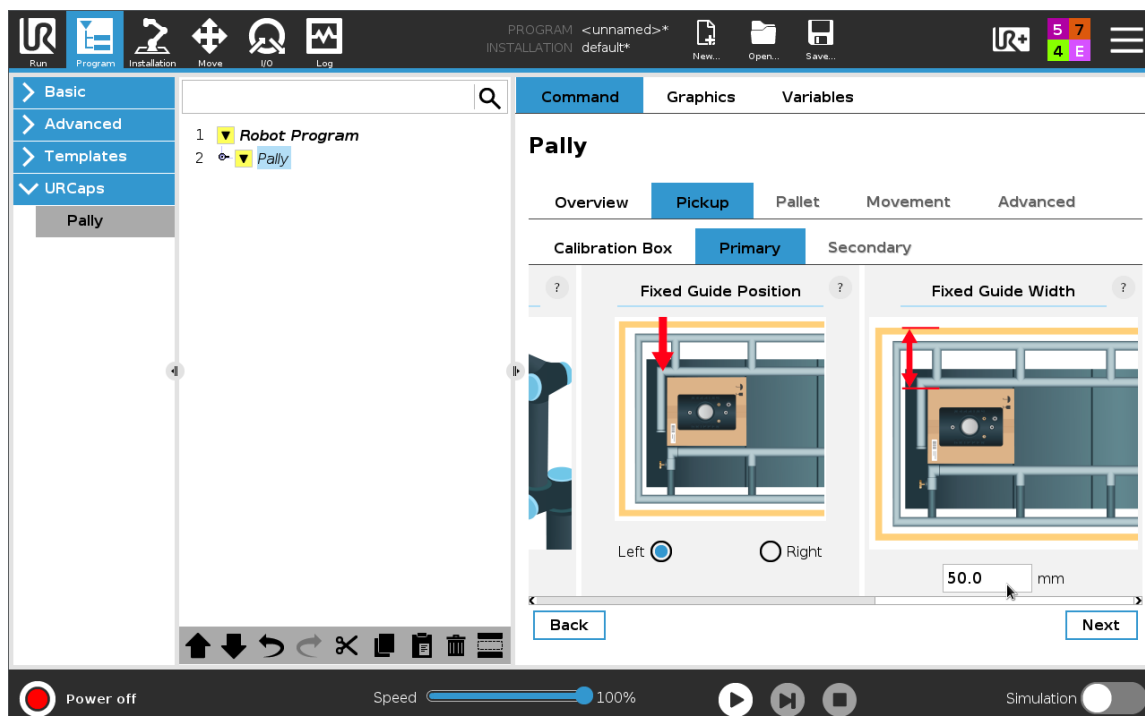 PROGRAM <unnamed>*
INSTALLATION default*
Run Program Installation Move I/O Log New... Open... Save...
UR+
5 7
4 E
Basic
Advanced
Templates
URCaps
Pally
1 Robot Program
2 Pally
Command Graphics Variables
Pally
Overview Pickup Pallet Movement Advanced
Calibration Box Primary Secondary
? Fixed Guide Position ? Fixed Guide Width ?
Left Right
50.0 mm
Back Next
Power off Speed 100% Simulation